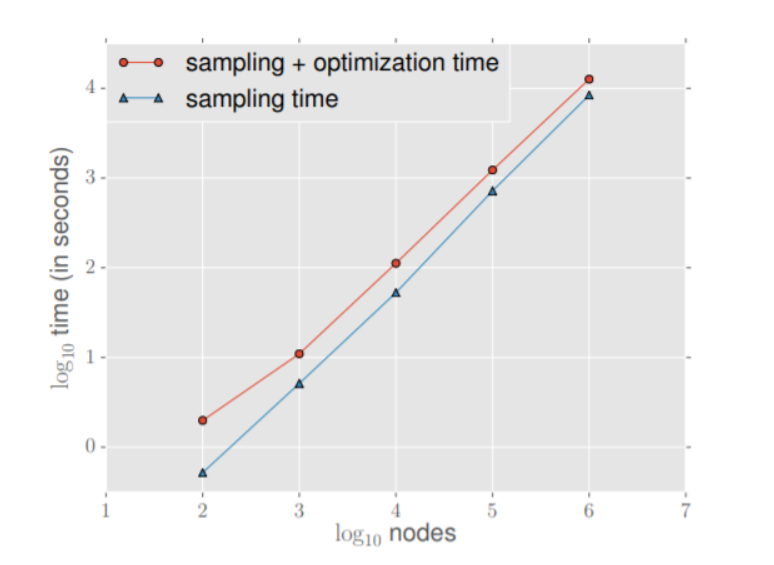 sampling + optimization time
sampling time
4
3
2
1
0
log10 time (in seconds)
1 2 3 4 5 6 7
log10 nodes